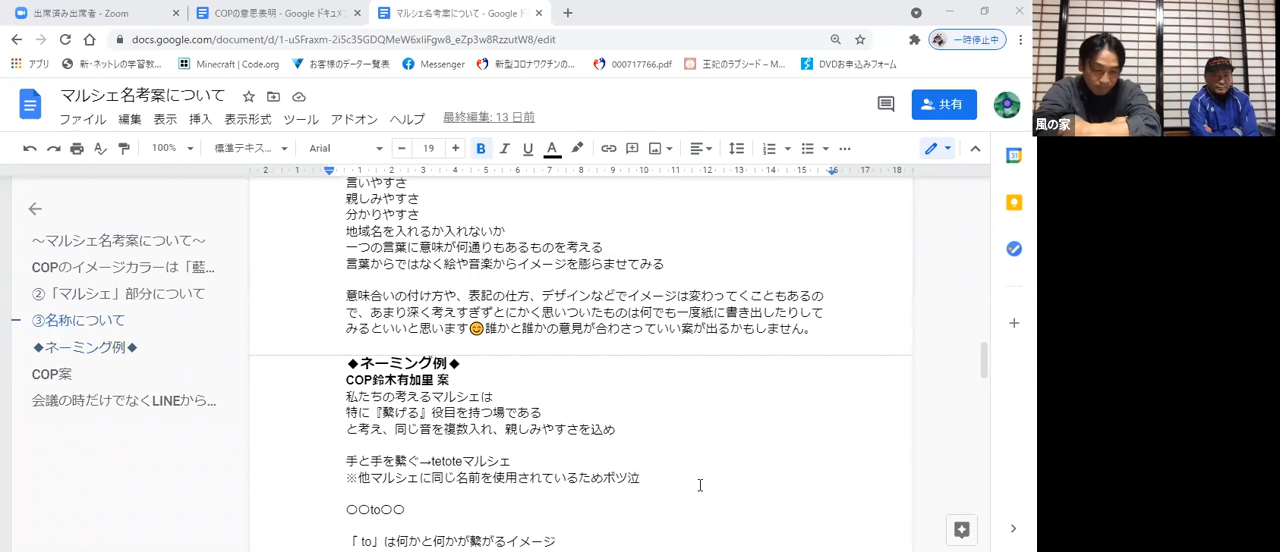 出席済み出席者 - Zoom
COPの意思表明 - Google ドキュメン
マルシェ名考案について - Google ド
docs.google.com/document/d/1-uSFraxm-2i5c35GDQMeW6xIiFgw8_eZp3w8RzzutW8/edit
一時停止中
アプリ
新·ネットレの学習教...
Minecraft | Code.org
お客様のデーター覧表
Messenger
新型コロナワクチンの...
000717766.pdf
王妃のラプシード – M...
DVDお申込みフォーム
マルシェ名考案について
ファイル 編集 表示 挿入 表示形式 ツール アドオン ヘルプ 最終編集: 13 日前
共有
100%
標準テキス...
Arial
19
B I U A
2 1 1 2 3 4 5 6 7 8 9 10 11 12 13 14 15 16 17 18
〜マルシェ名考案について〜
COPのイメージカラーは「藍...
②「マルシェ」部分について
③名称について
◆ネーミング例◆
COP案
会議の時だけでなくLINEから...
言いやすさ
親しみやすさ
分かりやすさ
地域名を入れるか入れないか
一つの言葉に意味が何通りもあるものを考える
言葉からではなく絵や音楽からイメージを膨らませてみる
意味合いの付け方や、表記の仕方、デザインなどでイメージは変わってくこともあるの
で、あまり深く考えすぎずとにかく思いついたものは何でも一度紙に書き出したりして
みるといいと思います😊誰かと誰かの意見が合わさっていい案が出るかもしません。
◆ネーミング例◆
COP鈴木有加里 案
私たちの考えるマルシェは
特に『繋げる』役目を持つ場である
と考え、同じ音を複数入れ、親しみやすさを込め
手と手を繋ぐ→tetoteマルシェ
※他マルシェに同じ名前を使用されているためボツ泣
〇〇to〇〇
「 to」は何かと何かが繋がるイメージ
風の家
31